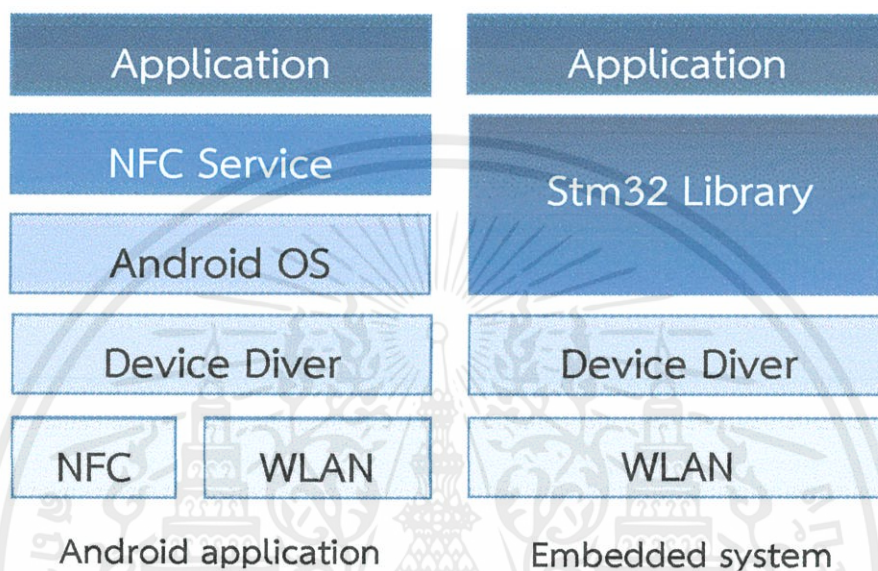 Application
NFC Service
Android OS
Device Diver
NFC
WLAN
Android application
Application
Stm32 Library
Device Diver
WLAN
Embedded system